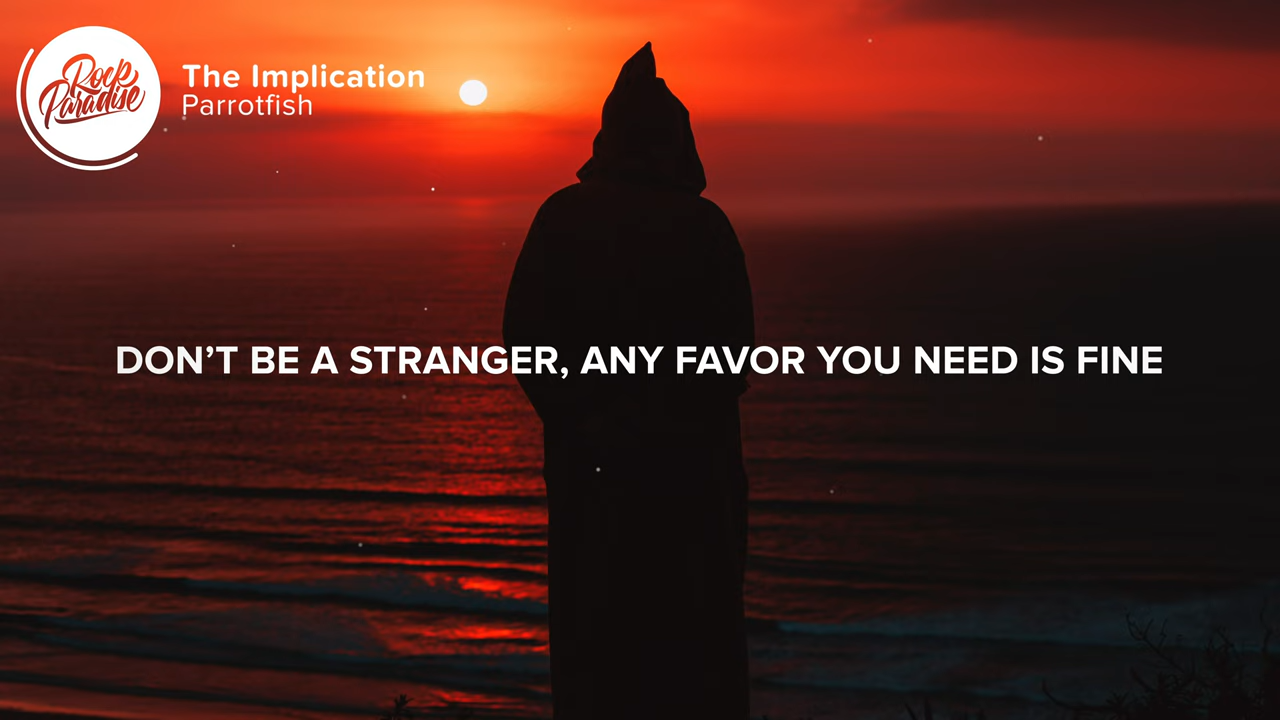 Rock
Paradise
The Implication
Parrotfish
DON’T BE A STRANGER, ANY FAVOR YOU NEED IS FINE